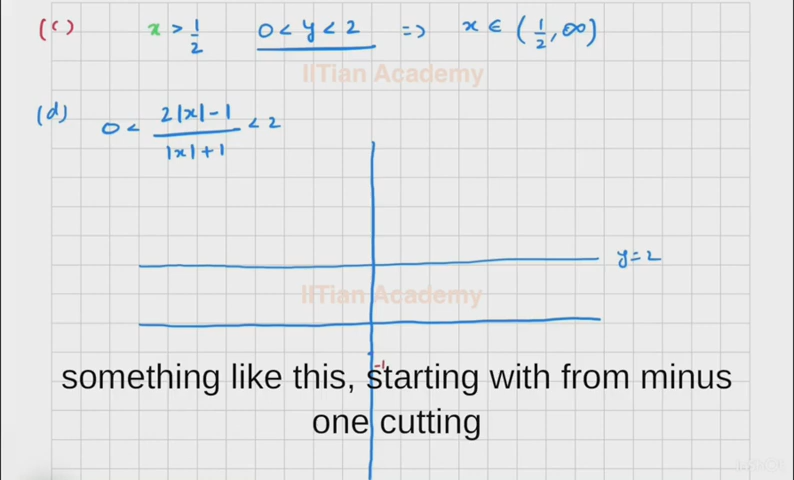 (c) x > 1/2 0 < y < 2 => x ∈ (1/2, ∞)
IITian Academy
(d) 0 < (2|x| - 1)/(|x| + 1) < 2
y = 2
IITian Academy
-1
something like this, starting with from minus
one cutting